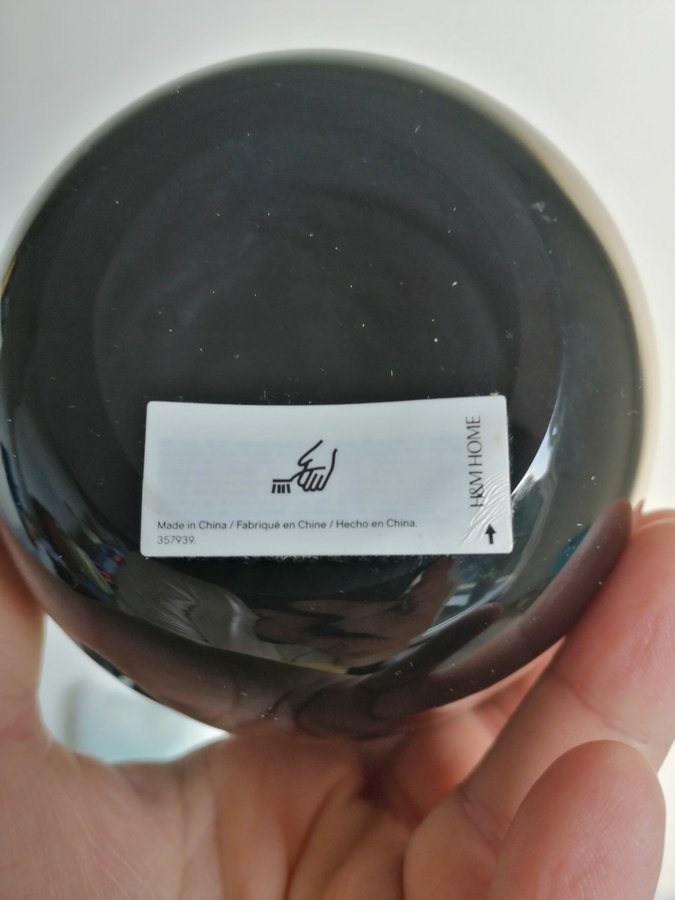 H&M HOME
Made in China / Fabriqué en Chine / Hecho en China.
357939